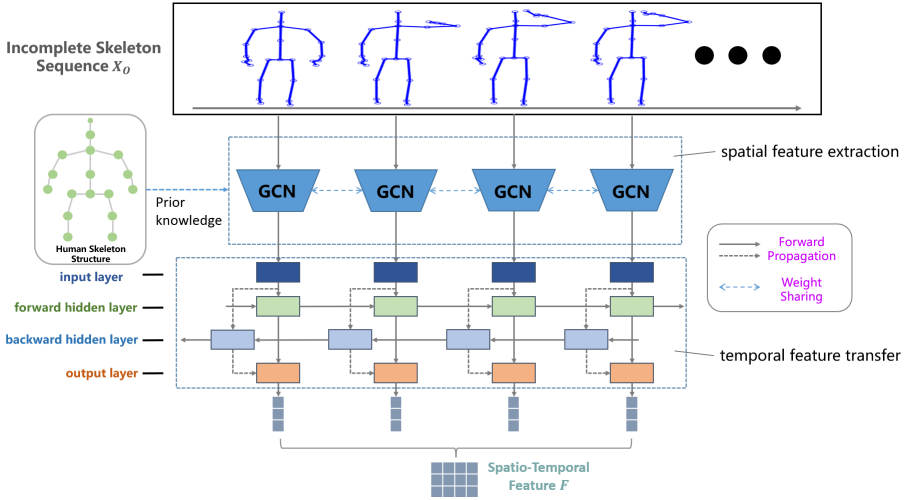 Incomplete Skeleton
Sequence X_O
spatial feature extraction
GCN GCN GCN GCN
Prior
knowledge
Human Skeleton
Structure
Forward
Propagation
Weight
Sharing
input layer
forward hidden layer
backward hidden layer
output layer
temporal feature transfer
Spatio-Temporal
Feature F